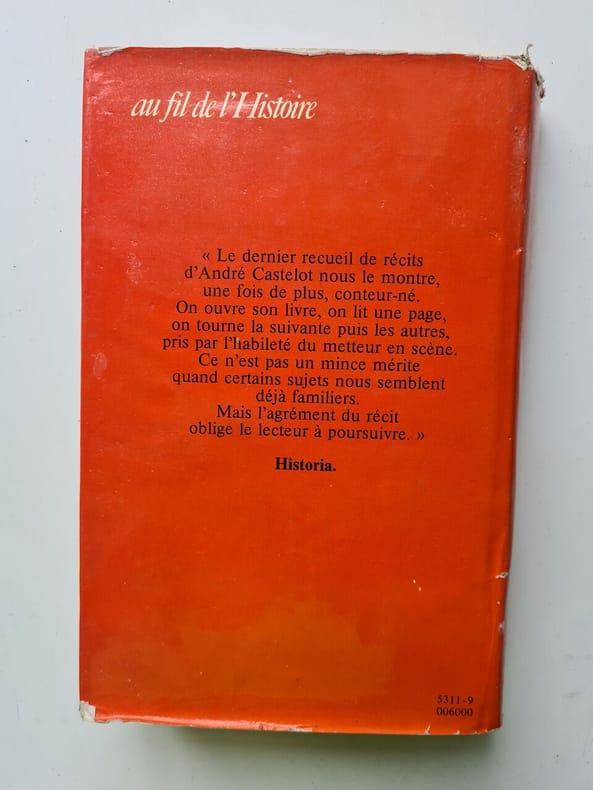 au fil de l'Histoire
« Le dernier recueil de récits
d'André Castelot nous le montre,
une fois de plus, conteur-né.
On ouvre son livre, on lit une page,
on tourne la suivante puis les autres,
pris par l'habileté du metteur en scène.
Ce n'est pas un mince mérite
quand certains sujets nous semblent
déjà familiers.
Mais l'agrément du récit
oblige le lecteur à poursuivre. »
Historia.
5311-9
006000